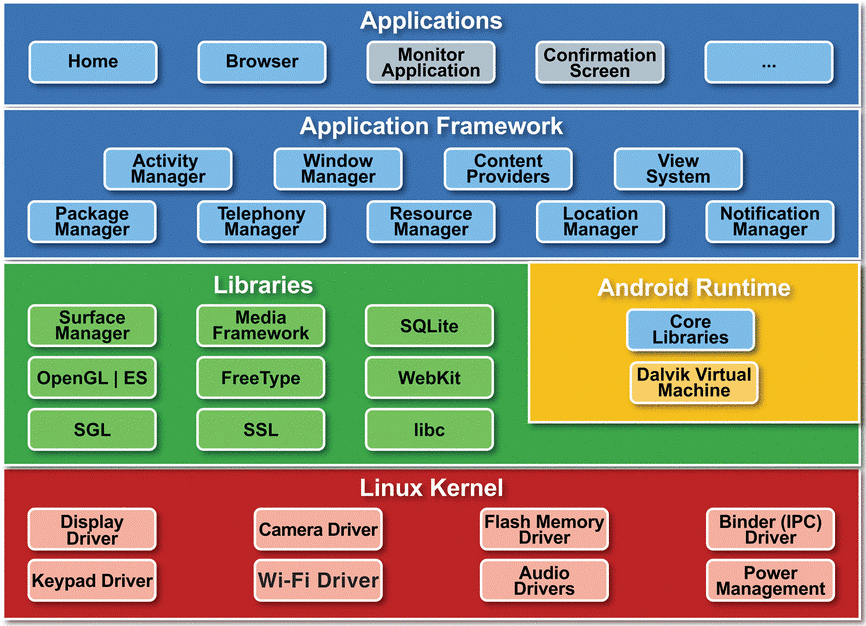 Applications
Home
Browser
Monitor
Application
Confirmation
Screen
...
Application Framework
Activity
Manager
Window
Manager
Content
Providers
View
System
Package
Manager
Telephony
Manager
Resource
Manager
Location
Manager
Notification
Manager
Libraries
Surface
Manager
Media
Framework
SQLite
OpenGL | ES
FreeType
WebKit
SGL
SSL
libc
Android Runtime
Core
Libraries
Dalvik Virtual
Machine
Linux Kernel
Display
Driver
Camera Driver
Flash Memory
Driver
Binder (IPC)
Driver
Keypad Driver
Wi-Fi Driver
Audio
Drivers
Power
Management